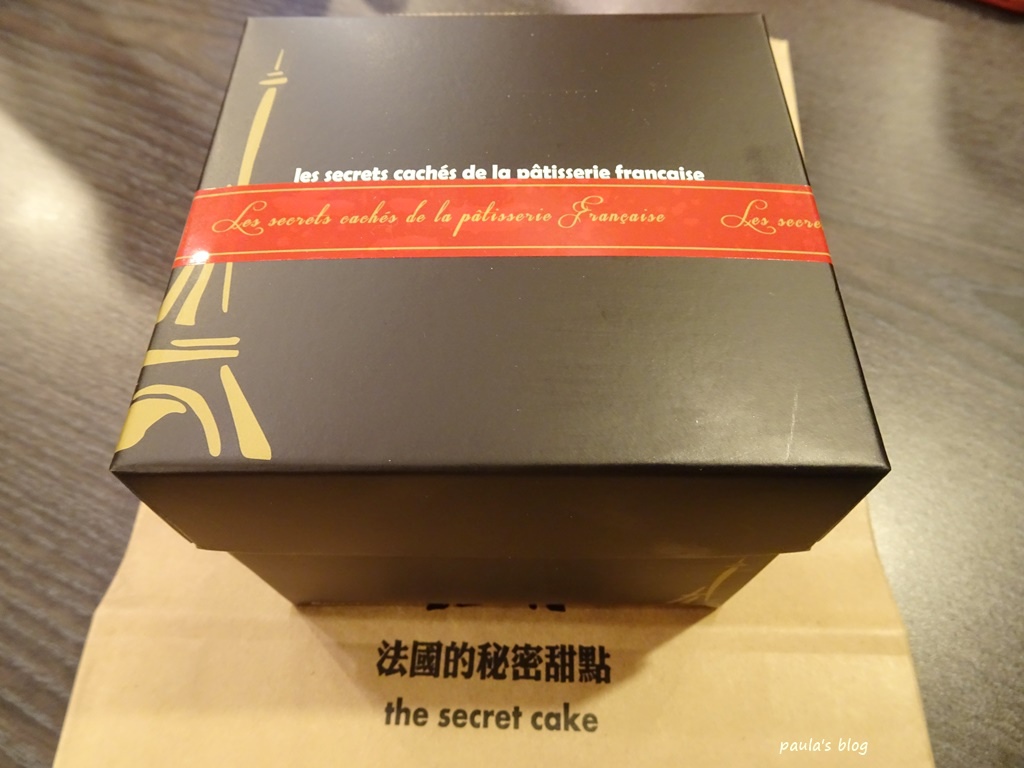 les secrets cachés de la pâtisserie française
Les secrets cachés de la pâtisserie Française Les secre
法國的秘密甜點
the secret cake
paula's blog